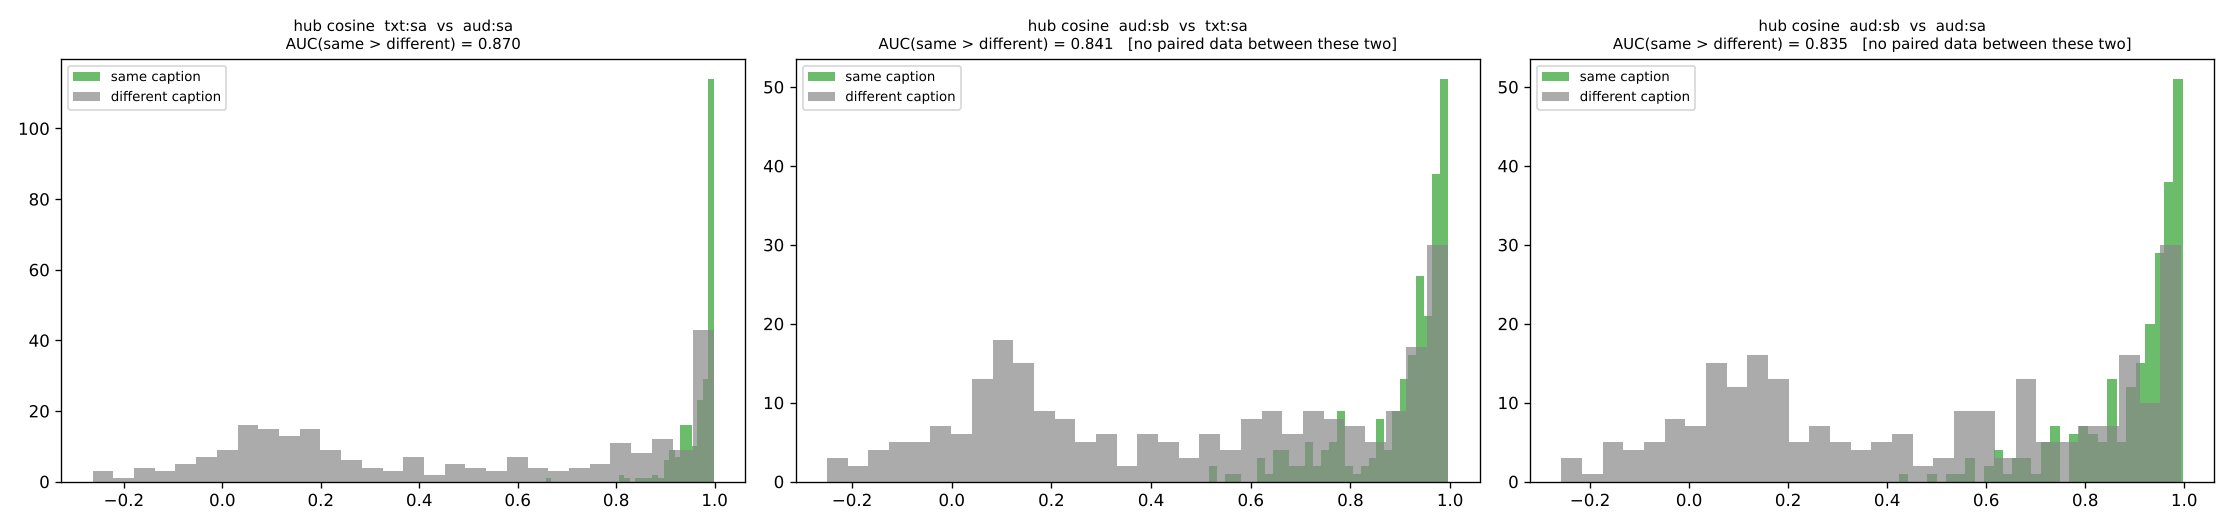 hub cosine  txt:sa  vs  aud:sa
AUC(same > different) = 0.870
same caption
different caption
100
80
60
40
20
0
−0.2 0.0 0.2 0.4 0.6 0.8 1.0
hub cosine  aud:sb  vs  txt:sa
AUC(same > different) = 0.841   [no paired data between these two]
same caption
different caption
50
40
30
20
10
0
−0.2 0.0 0.2 0.4 0.6 0.8 1.0
hub cosine  aud:sb  vs  aud:sa
AUC(same > different) = 0.835   [no paired data between these two]
same caption
different caption
50
40
30
20
10
0
−0.2 0.0 0.2 0.4 0.6 0.8 1.0